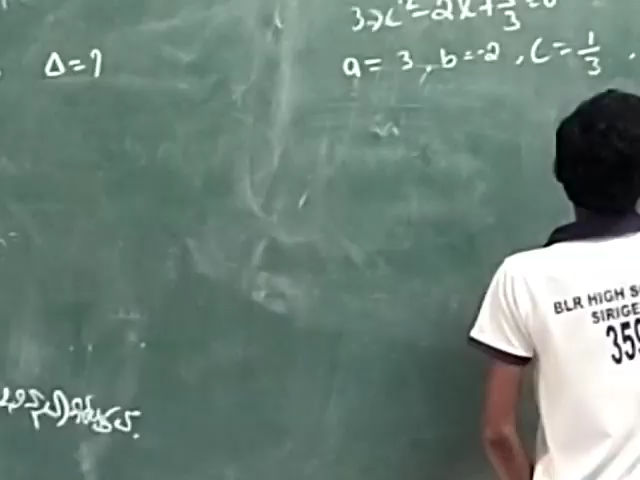 3x² - 2x + 1/3 = 0
Δ = ?
a = 3, b = -2, c = 1/3
BLR HIGH
SIRIGE
359